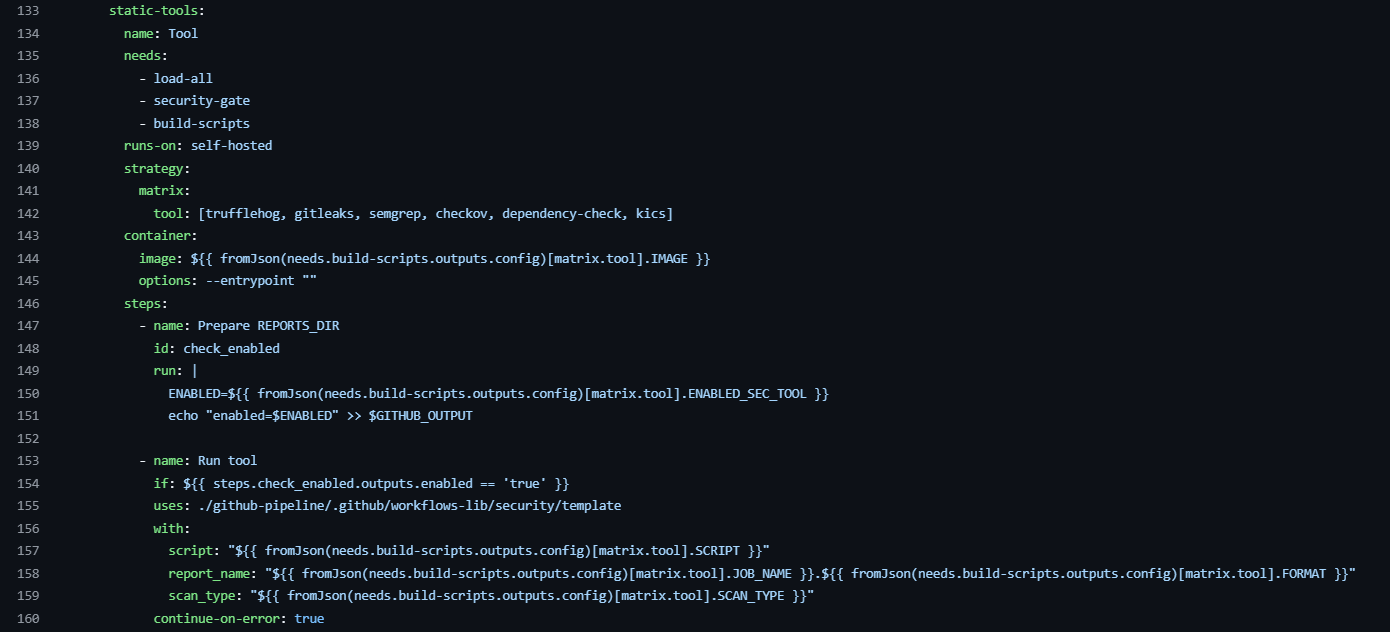 133 static-tools:
134 name: Tool
135 needs:
136 - load-all
137 - security-gate
138 - build-scripts
139 runs-on: self-hosted
140 strategy:
141 matrix:
142 tool: [trufflehog, gitleaks, semgrep, checkov, dependency-check, kics]
143 container:
144 image: ${{ fromJson(needs.build-scripts.outputs.config)[matrix.tool].IMAGE }}
145 options: --entrypoint ""
146 steps:
147 - name: Prepare REPORTS_DIR
148 id: check_enabled
149 run: |
150 ENABLED=${{ fromJson(needs.build-scripts.outputs.config)[matrix.tool].ENABLED_SEC_TOOL }}
151 echo "enabled=$ENABLED" >> $GITHUB_OUTPUT
152
153 - name: Run tool
154 if: ${{ steps.check_enabled.outputs.enabled == 'true' }}
155 uses: ./github-pipeline/.github/workflows-lib/security/template
156 with:
157 script: "${{ fromJson(needs.build-scripts.outputs.config)[matrix.tool].SCRIPT }}"
158 report_name: "${{ fromJson(needs.build-scripts.outputs.config)[matrix.tool].JOB_NAME }}.${{ fromJson(needs.build-scripts.outputs.config)[matrix.tool].FORMAT }}"
159 scan_type: "${{ fromJson(needs.build-scripts.outputs.config)[matrix.tool].SCAN_TYPE }}"
160 continue-on-error: true